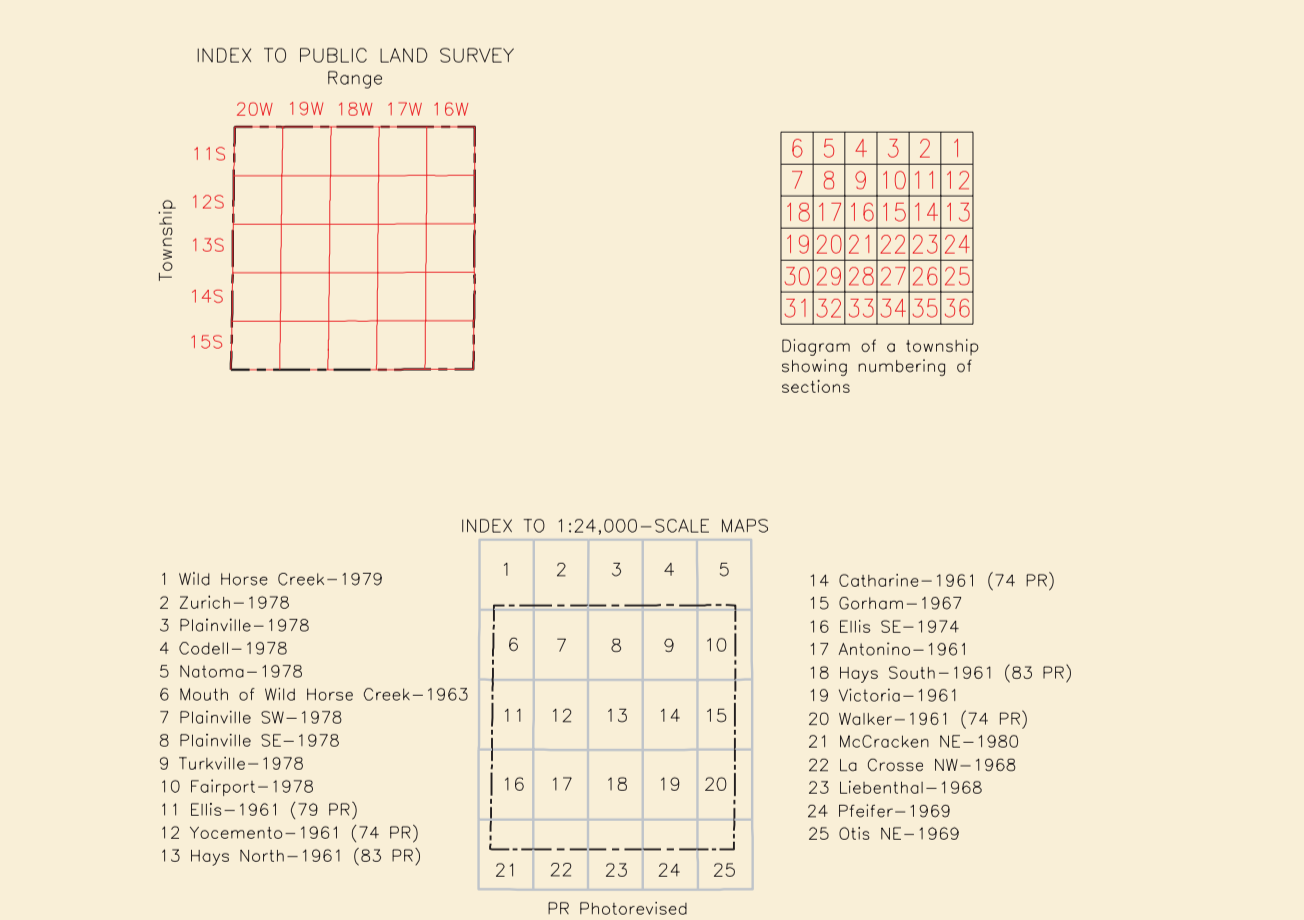 INDEX TO PUBLIC LAND SURVEY
Range
20W 19W 18W 17W 16W
11S
12S
13S
14S
15S
Township
6 5 4 3 2 1
7 8 9 10 11 12
18 17 16 15 14 13
19 20 21 22 23 24
30 29 28 27 26 25
31 32 33 34 35 36
Diagram of a township
showing numbering of
sections
INDEX TO 1:24,000-SCALE MAPS
1 Wild Horse Creek-1979
2 Zurich-1978
3 Plainville-1978
4 Codell-1978
5 Natoma-1978
6 Mouth of Wild Horse Creek-1963
7 Plainville SW-1978
8 Plainville SE-1978
9 Turkville-1978
10 Fairport-1978
11 Ellis-1961 (79 PR)
12 Yocemento-1961 (74 PR)
13 Hays North-1961 (83 PR)
1 2 3 4 5
6 7 8 9 10
11 12 13 14 15
16 17 18 19 20
21 22 23 24 25
PR Photorevised
14 Catharine-1961 (74 PR)
15 Gorham-1967
16 Ellis SE-1974
17 Antonino-1961
18 Hays South-1961 (83 PR)
19 Victoria-1961
20 Walker-1961 (74 PR)
21 McCracken NE-1980
22 La Crosse NW-1968
23 Liebenthal-1968
24 Pfeifer-1969
25 Otis NE-1969